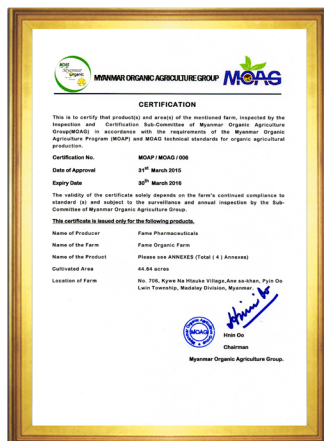 MOAG
Myanmar
Organic
MYANMAR ORGANIC AGRICULTURE GROUP
MOAG
CERTIFICATION
This is to certify that product(s) and area(s) of the mentioned farm, inspected by the
Inspection and Certification Sub-Committee of Myanmar Organic Agriculture
Group(MOAG) in accordance with the requirements of the Myanmar Organic
Agriculture Program (MOAP) and MOAG technical standards for organic agricultural
production.
Certification No. MOAP / MOAG / 006
Date of Approval 31st March 2015
Expiry Date 30th March 2016
The validity of the certificate solely depends on the farm's continued compliance to
standard (s) and subject to the surveillance and annual inspection by the Sub-
Committee of Myanmar Organic Agriculture Group.
This certificate is issued only for the following products.
Name of Producer Fame Pharmaceuticals
Name of the Farm Fame Organic Farm
Name of the Product Please see ANNEXES (Total ( 4 ) Annexes)
Cultivated Area 44.64 acres
Location of Farm No. 706, Kywe Na Htauke Village,Ane sa-khan, Pyin Oo
Lwin Township, Madalay Division, Myanmar.
MOAG
Hnin Oo
Hnin Oo
Chairman
Myanmar Organic Agriculture Group.